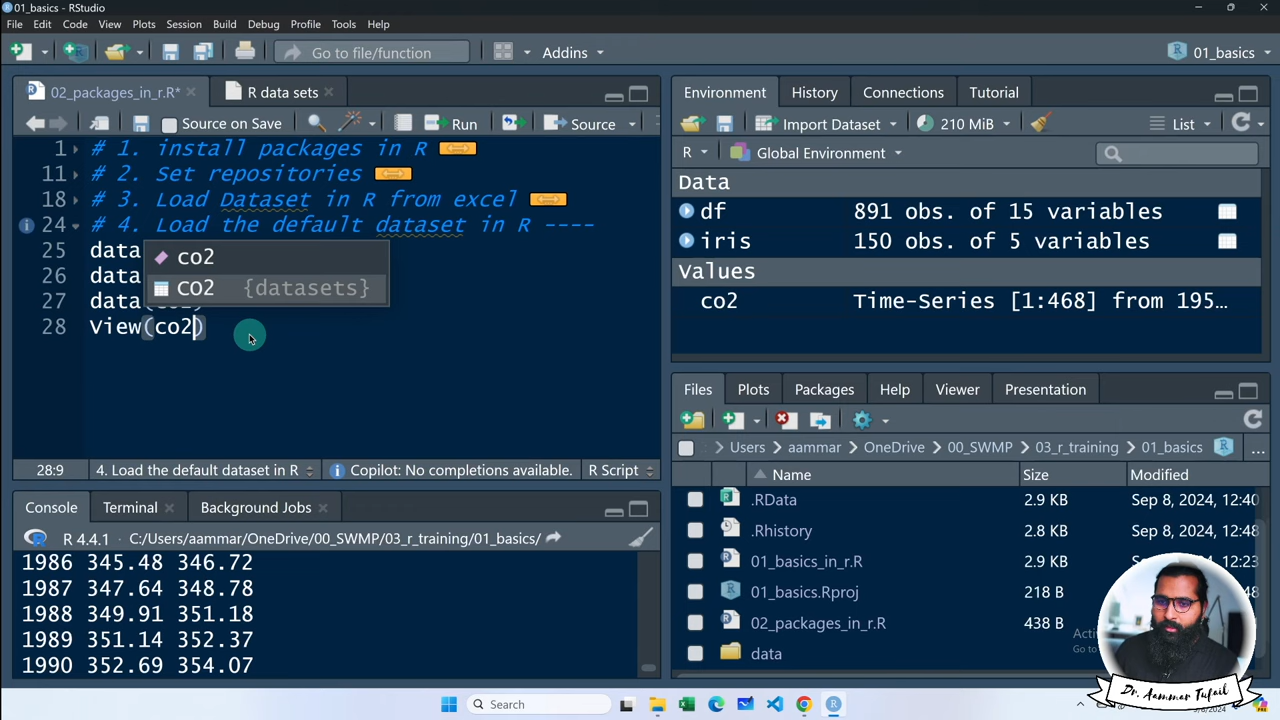 01_basics - RStudio
File Edit Code View Plots Session Build Debug Profile Tools Help
Go to file/function
Addins
01_basics
02_packages_in_r.R*
R data sets
Source on Save
Run
Source
1 # 1. install packages in R
11 # 2. Set repositories
18 # 3. Load Dataset in R from excel
24 # 4. Load the default dataset in R ----
25 data
26 data
27 data
28 View(co2)
co2
CO2 {datasets}
28:9
4. Load the default dataset in R
Copilot: No completions available.
R Script
Console Terminal Background Jobs
R 4.4.1 · C:/Users/aammar/OneDrive/00_SWMP/03_r_training/01_basics/
1986 345.48 346.72
1987 347.64 348.78
1988 349.91 351.18
1989 351.14 352.37
1990 352.69 354.07
Environment History Connections Tutorial
Import Dataset
210 MiB
List
R
Global Environment
Data
df 891 obs. of 15 variables
iris 150 obs. of 5 variables
Values
co2 Time-Series [1:468] from 195…
Files Plots Packages Help Viewer Presentation
Users aammar OneDrive 00_SWMP 03_r_training 01_basics
...
Name Size Modified
.RData 2.9 KB Sep 8, 2024, 12:40
.Rhistory 2.8 KB Sep 8, 2024, 12:48
01_basics_in_r.R 2.9 KB Sep 8, 2024, 12:23
01_basics.Rproj 218 B
02_packages_in_r.R 438 B
data
Dr. Aammar Tufail
Search